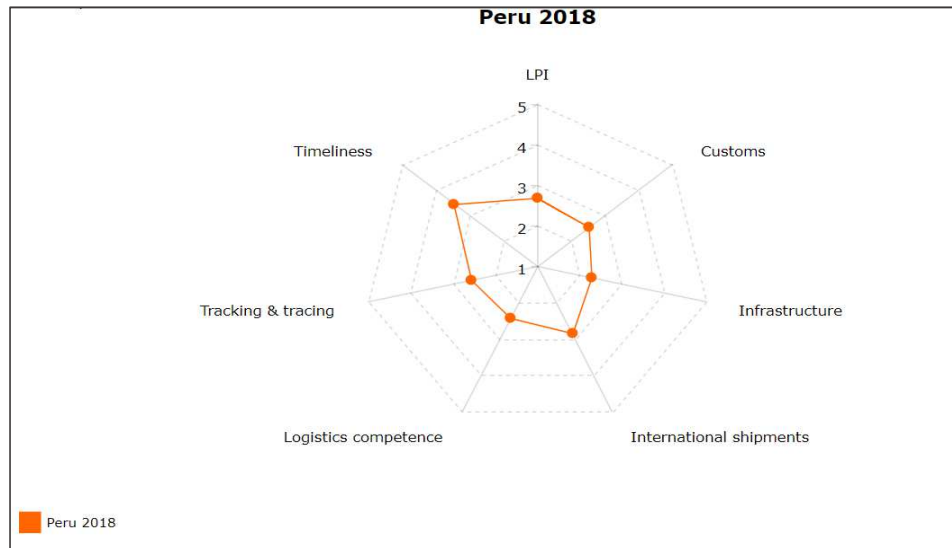 Peru 2018
LPI
5
Timeliness
4
Customs
3
2
1
Tracking & tracing
Infrastructure
Logistics competence
International shipments
Peru 2018